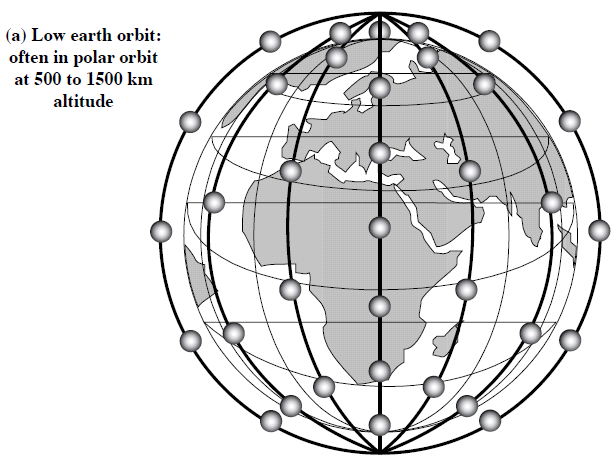 (a) Low earth orbit:
often in polar orbit
at 500 to 1500 km
altitude